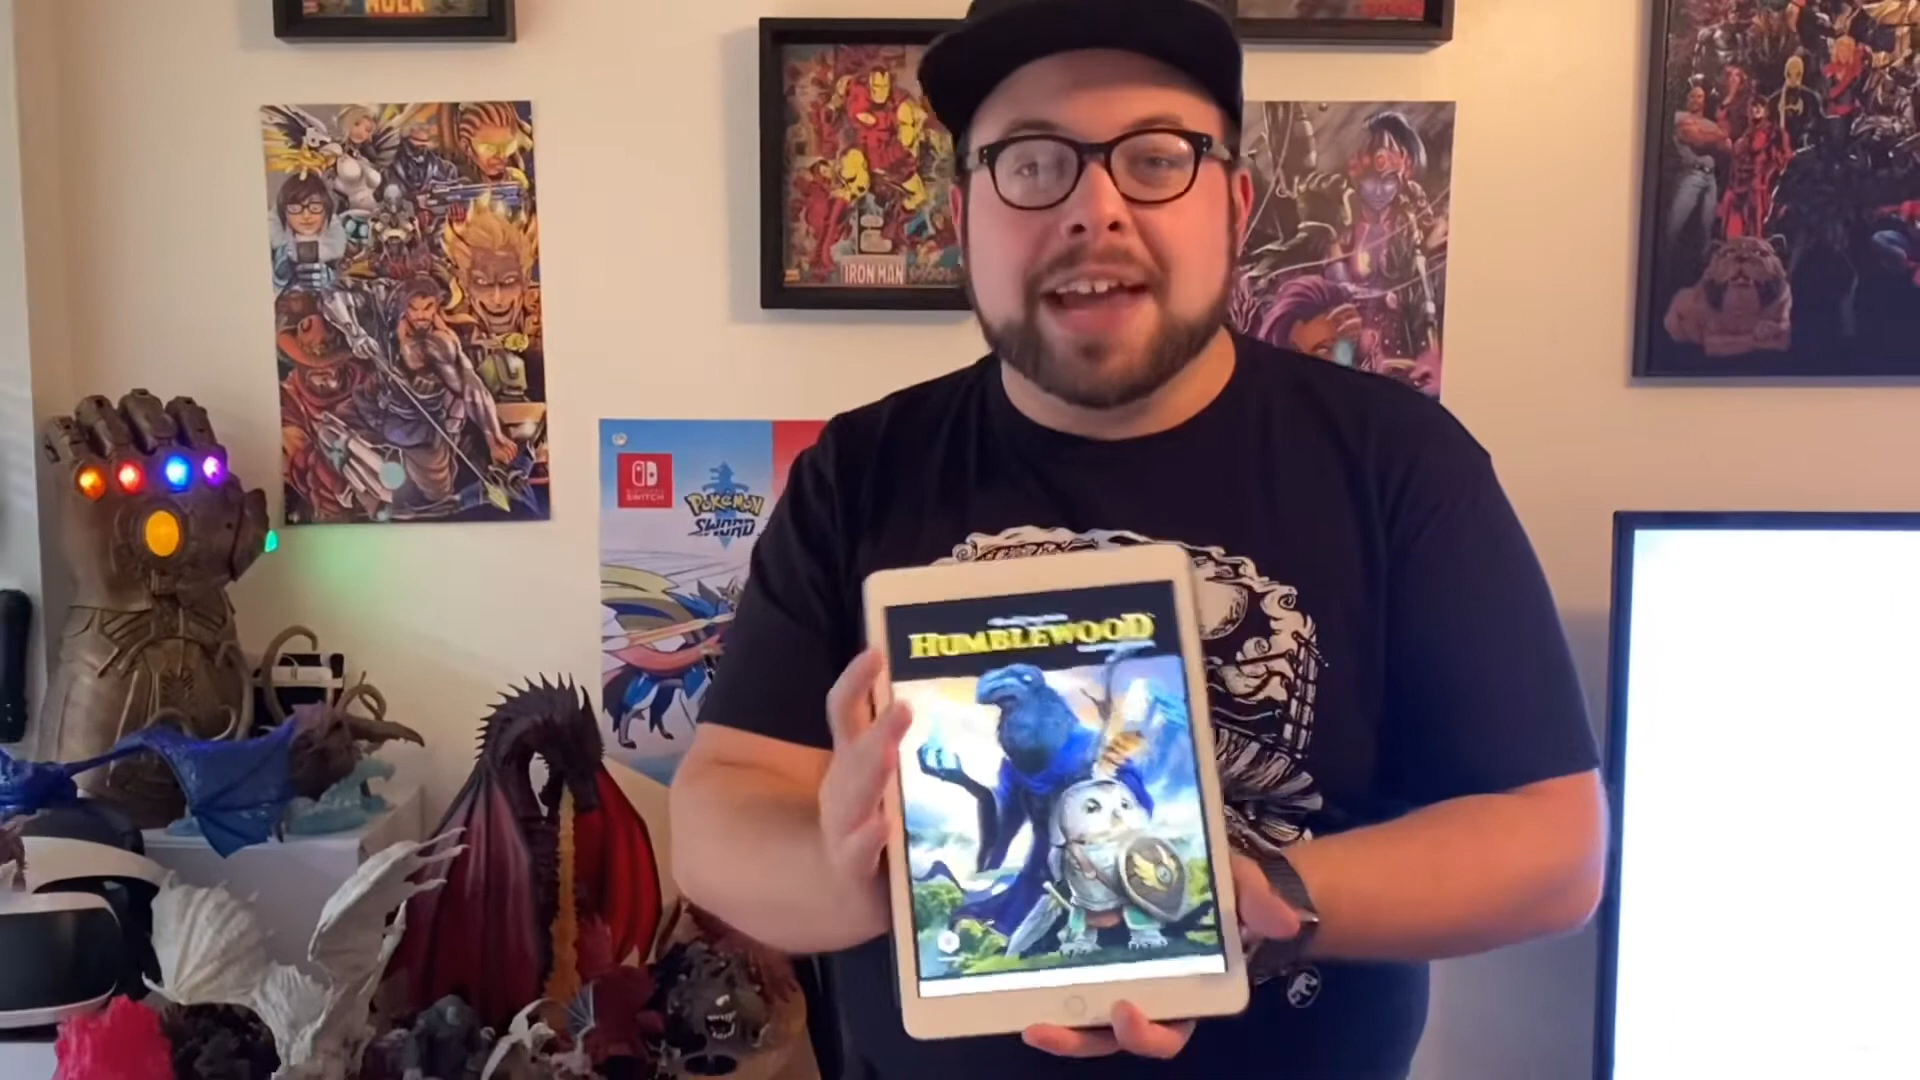 HULK
IRON MAN
NINTENDO
SWITCH
POKÉMON
SWORD
HUMBLEWOOD